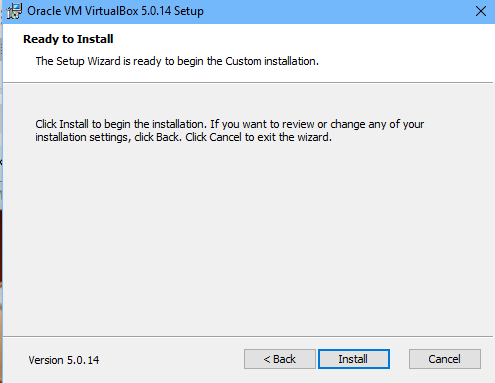 Oracle VM VirtualBox 5.0.14 Setup
Ready to Install
The Setup Wizard is ready to begin the Custom installation.
Click Install to begin the installation. If you want to review or change any of your
installation settings, click Back. Click Cancel to exit the wizard.
Version 5.0.14
< Back
Install
Cancel